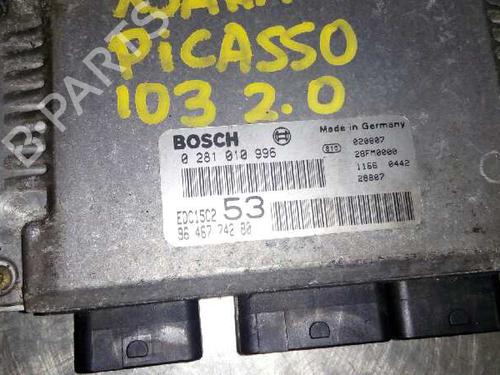 XSARA
PICASSO
103 2.0
B-PARTS
BOSCH
Made in Germany
0 281 010 996
020807
28FM0000
1166 0442
28807
EDC15C2 53
96 467 742 80